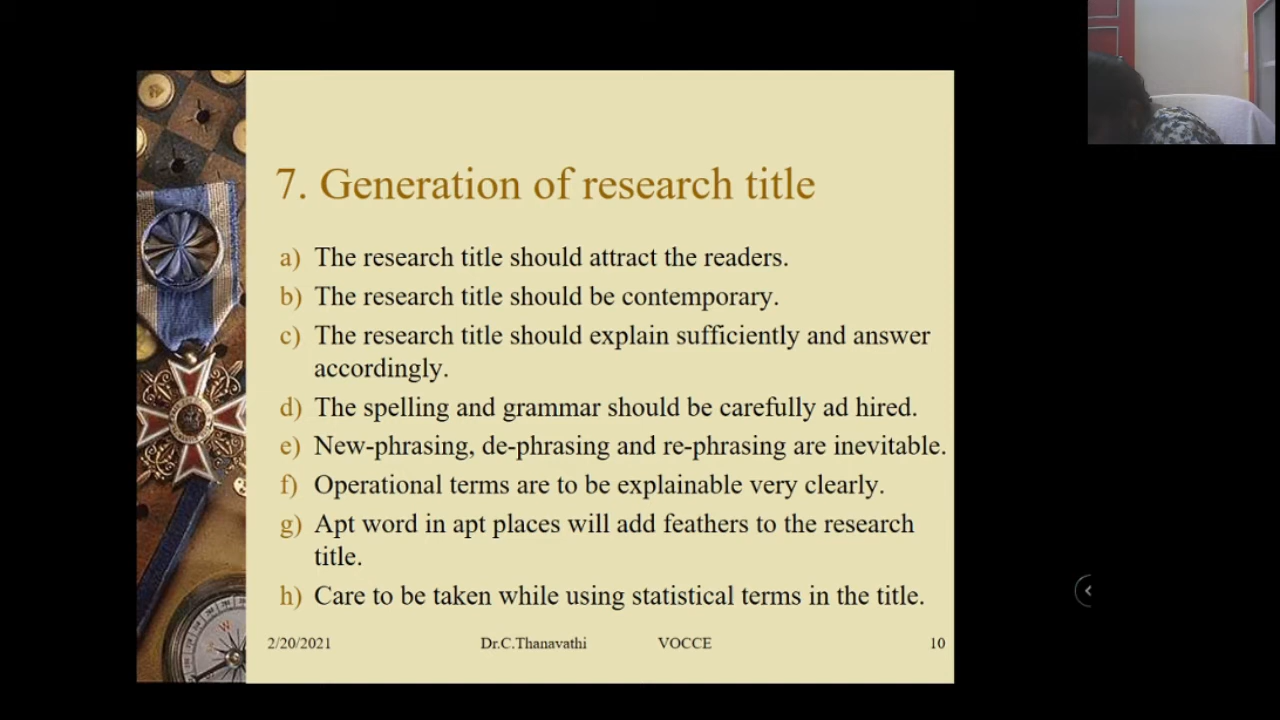 7. Generation of research title
a) The research title should attract the readers.
b) The research title should be contemporary.
c) The research title should explain sufficiently and answer
accordingly.
d) The spelling and grammar should be carefully ad hired.
e) New-phrasing, de-phrasing and re-phrasing are inevitable.
f) Operational terms are to be explainable very clearly.
g) Apt word in apt places will add feathers to the research
title.
h) Care to be taken while using statistical terms in the title.
2/20/2021 Dr.C.Thanavathi VOCCE 10